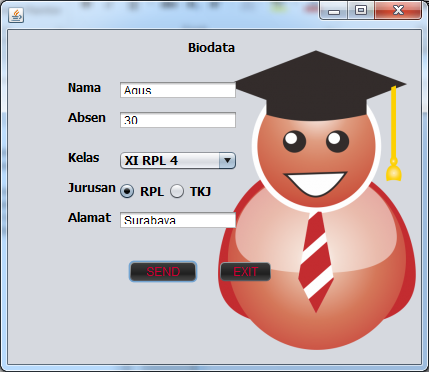 Biodata
Nama Agus
Absen 30
Kelas XI RPL 4
Jurusan RPL TKJ
Alamat Surabaya
SEND EXIT